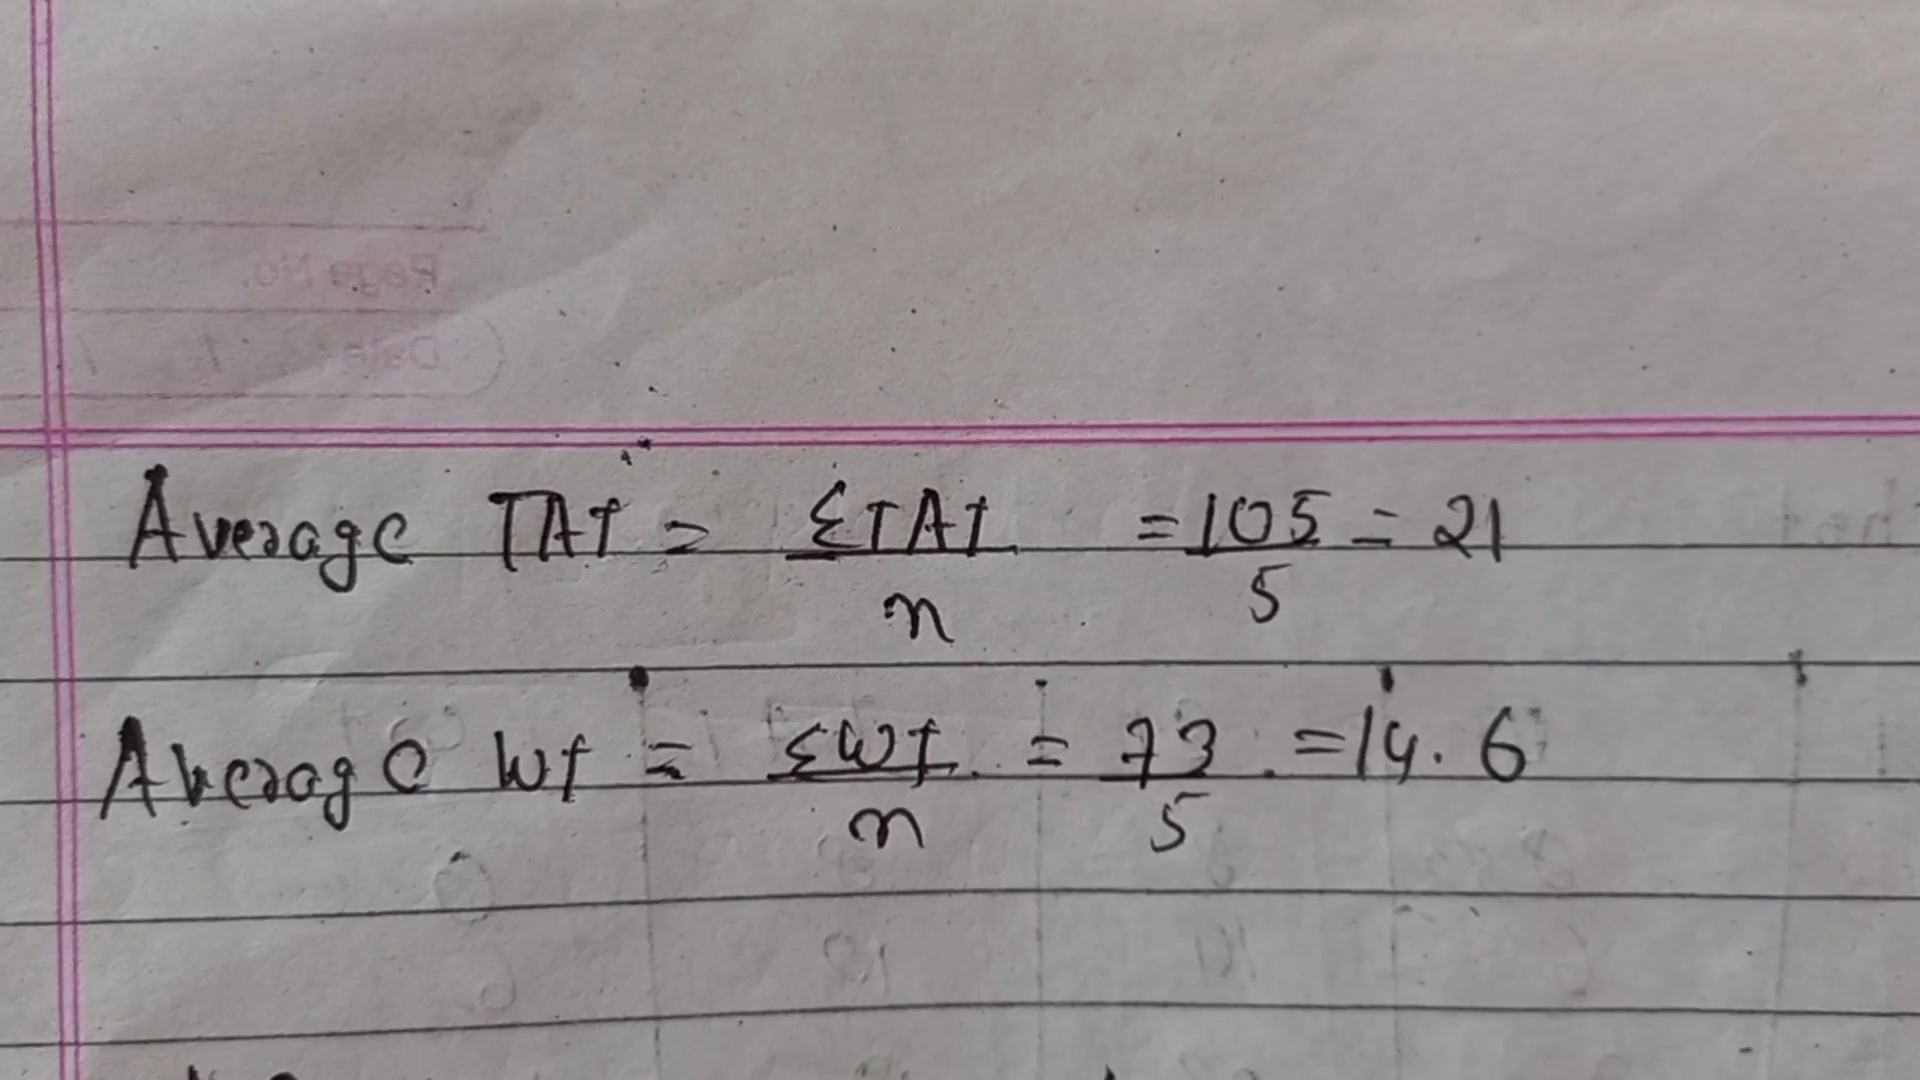 Average TAT = ΣTAT / n = 105 / 5 = 21
Average WT = ΣWT / n = 73 / 5 = 14.6